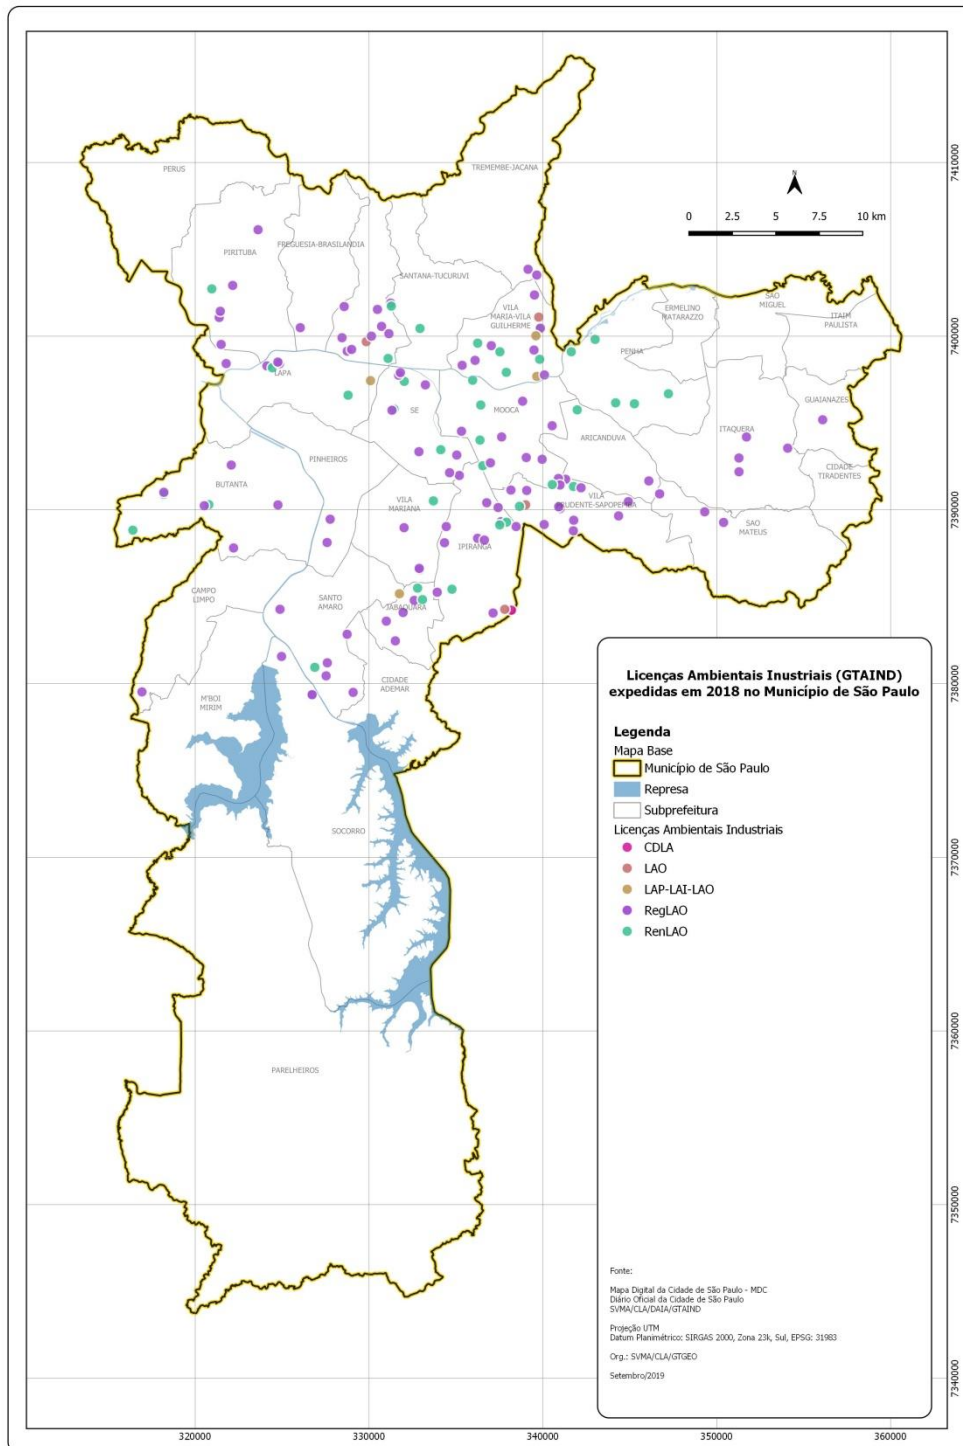 PERUS
TREMEMBE-JACANA
7410000
N
0 2.5 5 7.5 10 km
PIRITUBA
FREGUESIA-BRASILANDIA
SANTANA-TUCURUVI
VILA
MARIA-VILA
GUILHERME
ERMELINO
MATARAZZO
SAO
MIGUEL
ITAIM
PAULISTA
7400000
PENHA
LAPA
SE
MOOCA
GUAIANAZES
ARICANDUVA
ITAQUERA
PINHEIROS
CIDADE
TIRADENTES
BUTANTA
VILA
MARIANA
VILA
PRUDENTE-SAPOPEMBA
7390000
SAO
MATEUS
IPIRANGA
CAMPO
LIMPO
SANTO
AMARO
JABAQUARA
CIDADE
ADEMAR
M'BOI
MIRIM
7380000
SOCORRO
7370000
7360000
PARELHEIROS
7350000
7340000
Licenças Ambientais Inustriais (GTAIND)
expedidas em 2018 no Município de São Paulo
Legenda
Mapa Base
Município de São Paulo
Represa
Subprefeitura
Licenças Ambientais Industriais
CDLA
LAO
LAP-LAI-LAO
RegLAO
RenLAO
Fonte:
Mapa Digital da Cidade de São Paulo - MDC
Diário Oficial da Cidade de São Paulo
SVMA/CLA/DAIA/GTAIND
Projeção UTM
Datum Planimétrico: SIRGAS 2000, Zona 23k, Sul, EPSG: 31983
Org.: SVMA/CLA/GTGEO
Setembro/2019
320000 330000 340000 350000 360000